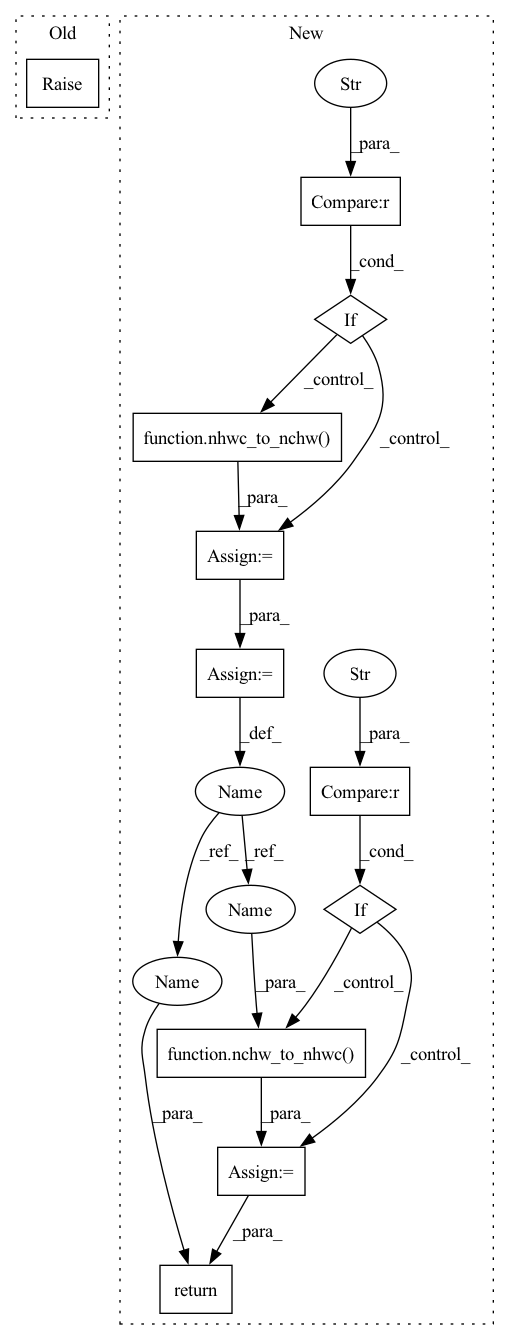 Old
New
Raise
Str
_para_
Compare:r
_cond_
If
_control_
function.nhwc_to_nchw()
_control_
_para_
Assign:=
_para_
Assign:=
Str
_def_
_para_
Name
Compare:r
_ref_
_ref_
_cond_
Name
If
Name
_para_
_control_
function.nchw_to_nhwc()
_control_
_para_
_para_
Assign:=
_para_
return